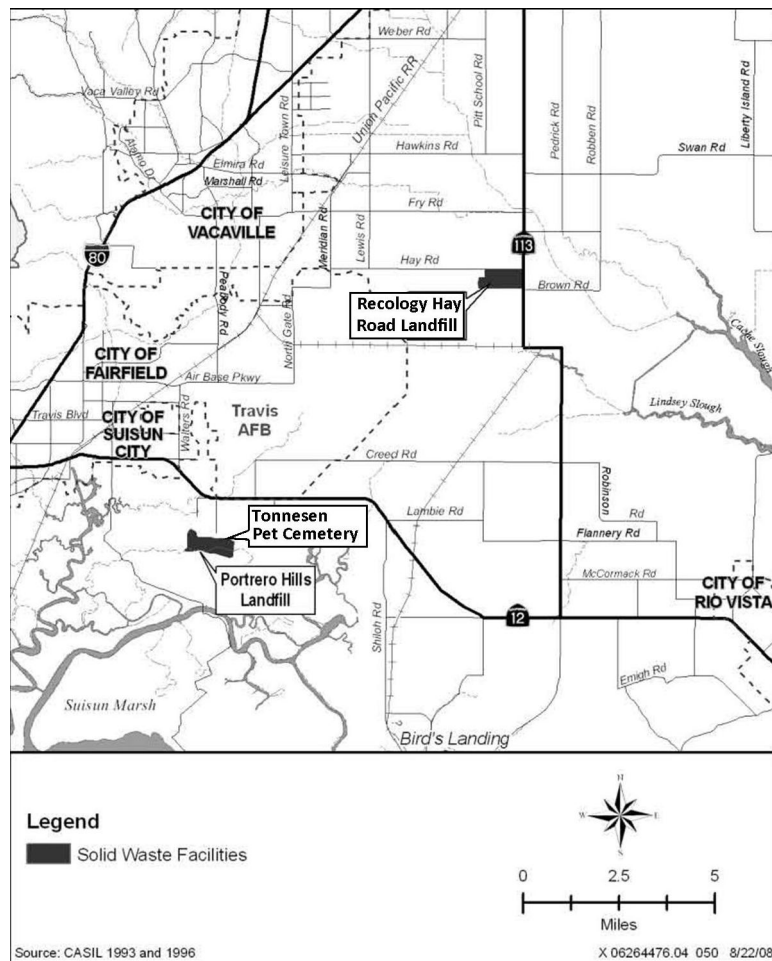 Weber Rd
Vaca Valley Rd
Union Pacific RR
Pitt School Rd
Pedrick Rd
Robben Rd
Liberty Island Rd
Alamo Dr
Leisure Town Rd
Hawkins Rd
Swan Rd
Elmira Rd
Marshall Rd
CITY OF
VACAVILLE
Fry Rd
Meridian Rd
Lewis Rd
80
113
Hay Rd
Brown Rd
Peabody Rd
North Gate Rd
Recology Hay
Road Landfill
Cache Slough
CITY OF
FAIRFIELD
Air Base Pkwy
Lindsey Slough
Travis Blvd
CITY OF
SUISUN
CITY
Walters Rd
Travis
AFB
Creed Rd
Robinson
Rd
Lambie Rd
Tonnesen
Pet Cemetery
Flannery Rd
Portrero Hills
Landfill
McCormack Rd
CITY OF
RIO VISTA
Shiloh Rd
12
Emigh Rd
Suisun Marsh
Bird's Landing
Legend
Solid Waste Facilities
N
W
E
S
0 2.5 5
Miles
Source: CASIL 1993 and 1996
X 06264476.04 050 8/22/08